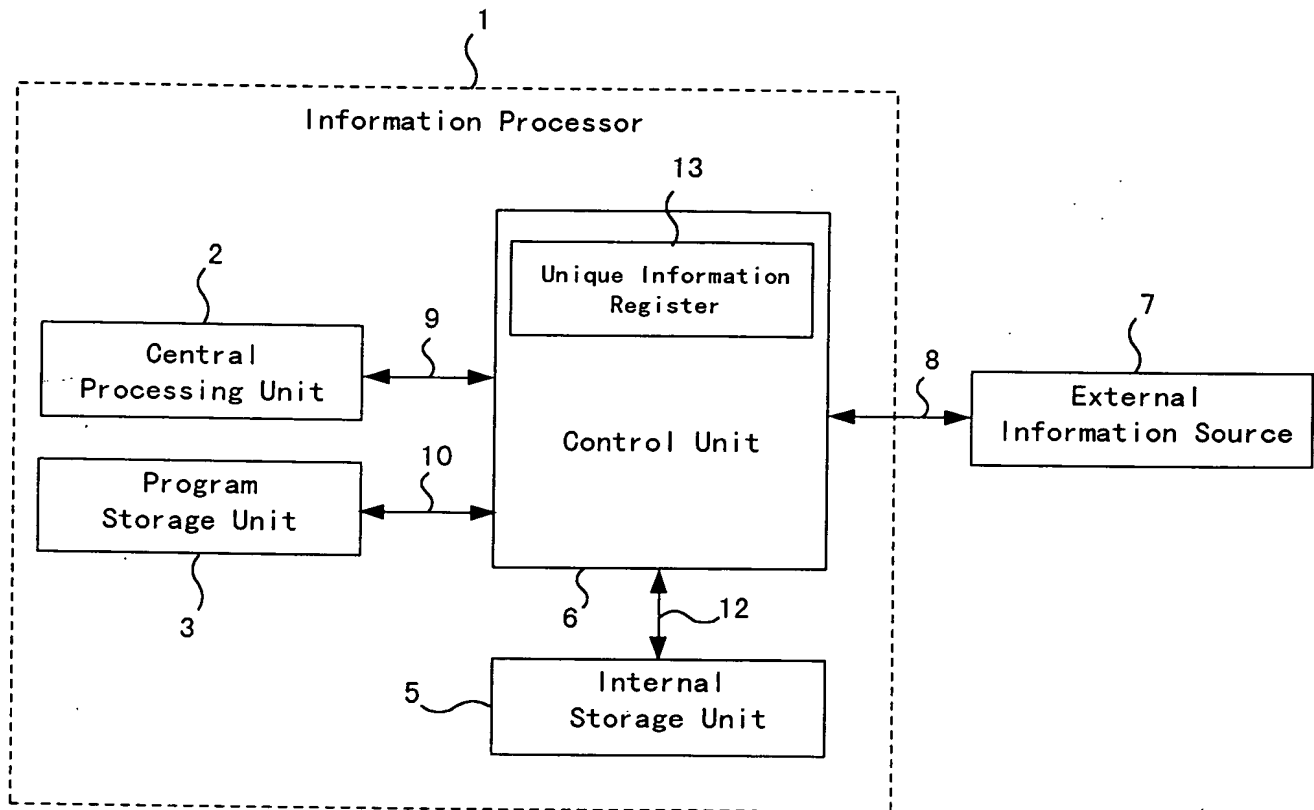 1
Information Processor
13
Unique Information
Register
2
Central
Processing Unit
9
Control Unit
8
7
External
Information Source
Program
Storage Unit
10
3
6
12
5
Internal
Storage Unit